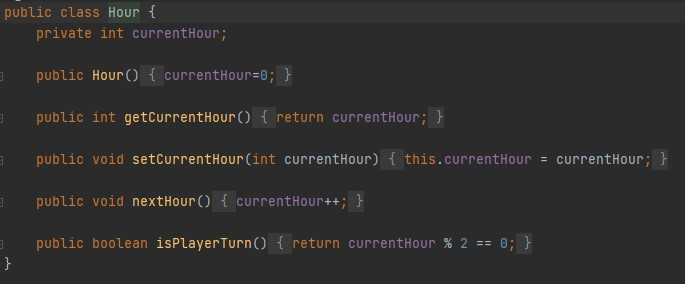 public class Hour {
private int currentHour;
public Hour() { currentHour=0; }
public int getCurrentHour() { return currentHour; }
public void setCurrentHour(int currentHour) { this.currentHour = currentHour; }
public void nextHour() { currentHour++; }
public boolean isPlayerTurn() { return currentHour % 2 == 0; }
}